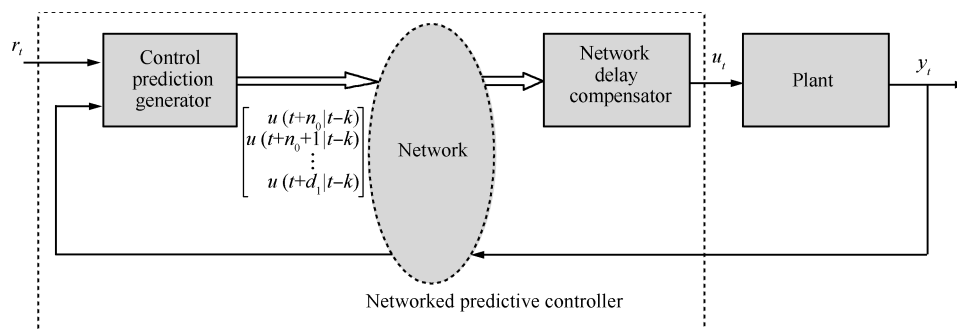 r_t
Control
prediction
generator
Network
delay
compensator
u_t
Plant
y_t
u (t+n_0|t−k)
u (t+n_0+1|t−k)
⋮
u (t+d_1|t−k)
Network
Networked predictive controller